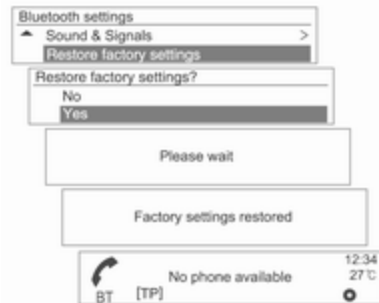 Bluetooth settings
Sound & Signals >
Restore factory settings
Restore factory settings?
No
Yes
Please wait
Factory settings restored
12:34
No phone available 27°C
BT [TP]